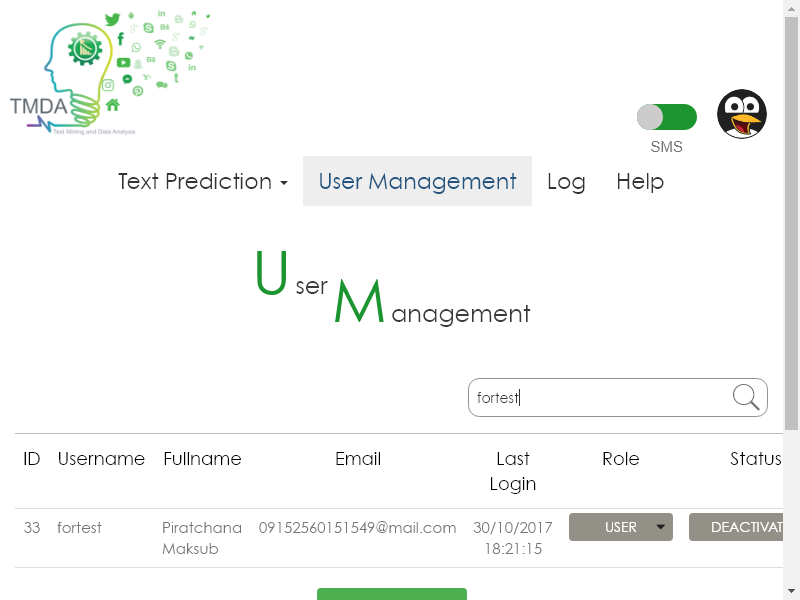 TMDA
Text Mining and Data Analysis
SMS
Text Prediction
User Management
Log
Help
User Management
fortest
ID Username Fullname Email Last Login Role Status
33 fortest Piratchana Maksub 09152560151549@mail.com 30/10/2017 18:21:15 USER DEACTIVAT